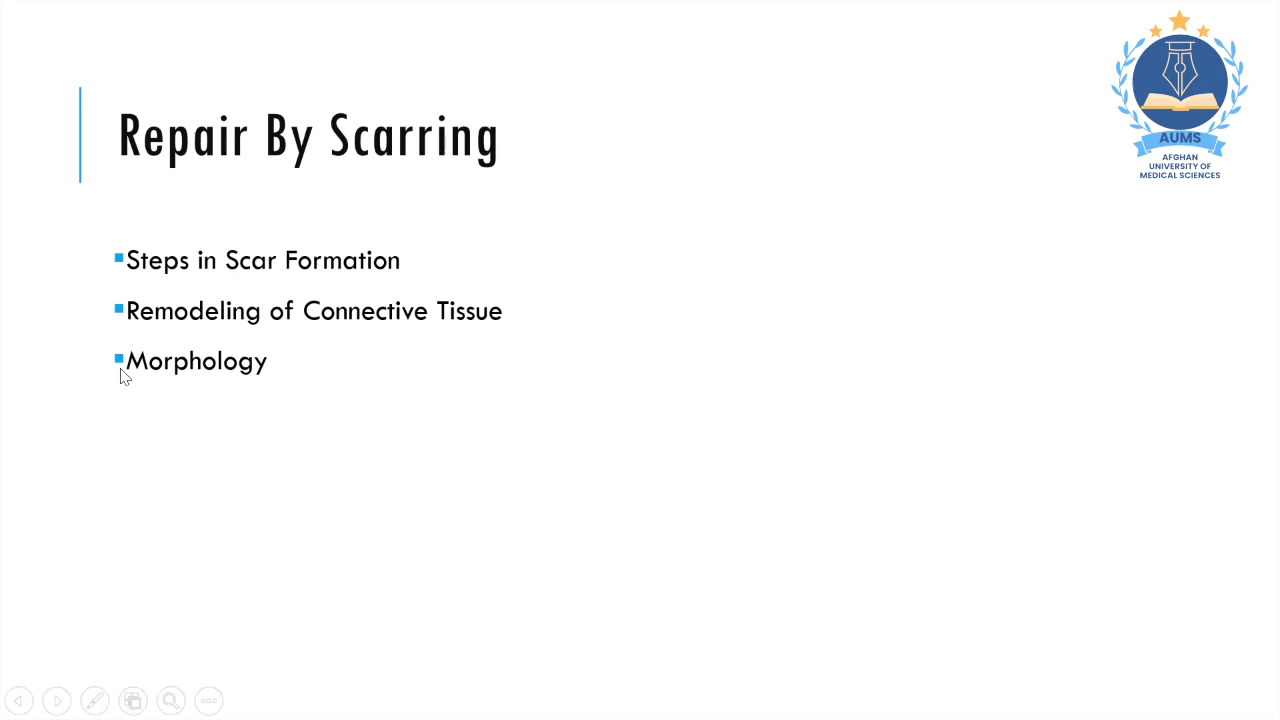 Repair By Scarring
AUMS
AFGHAN
UNIVERSITY OF
MEDICAL SCIENCES
Steps in Scar Formation
Remodeling of Connective Tissue
Morphology